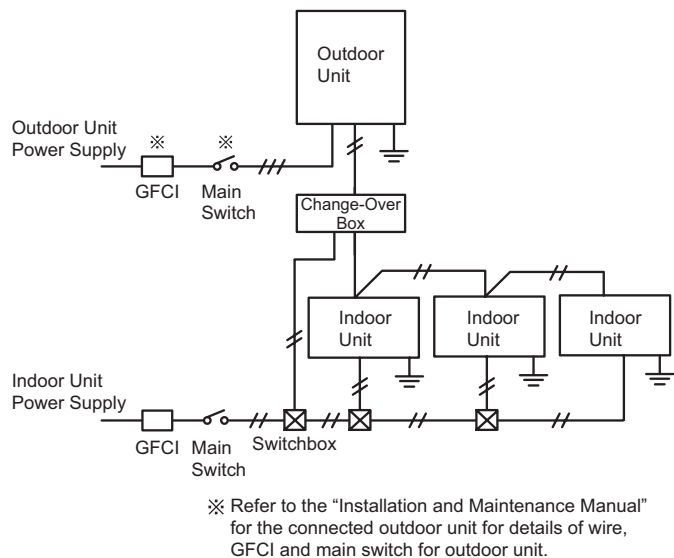 Outdoor
Unit
Outdoor Unit
Power Supply
※
※
GFCI
Main
Switch
Change-Over
Box
Indoor
Unit
Indoor
Unit
Indoor
Unit
Indoor Unit
Power Supply
GFCI
Main
Switch
Switchbox
※ Refer to the “Installation and Maintenance Manual”
for the connected outdoor unit for details of wire,
GFCI and main switch for outdoor unit.